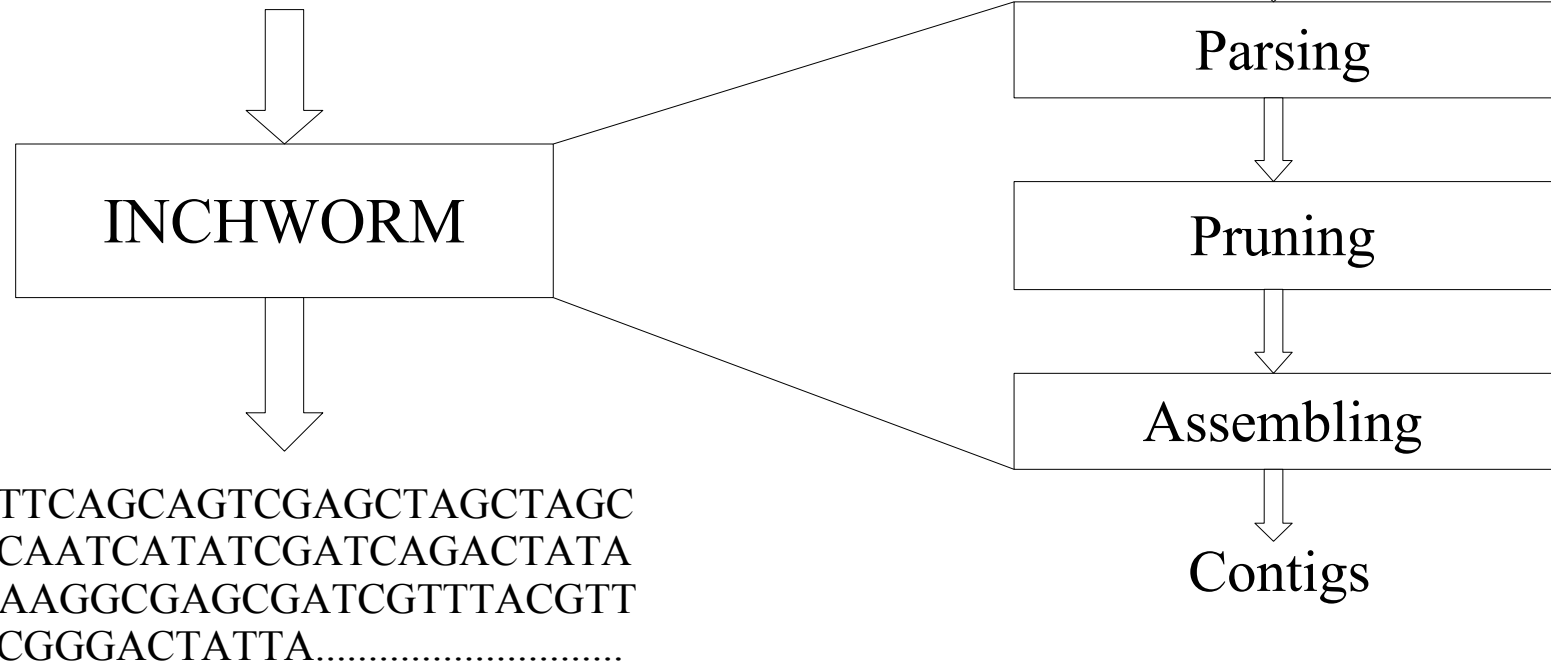 INCHWORM
TTCAGCAGTCGAGCTAGCTAGC
CAATCATATCGATCAGACTATA
AAGGCGAGCGATCGTTTACGTT
CGGGACTATTA.............................
Parsing
Pruning
Assembling
Contigs